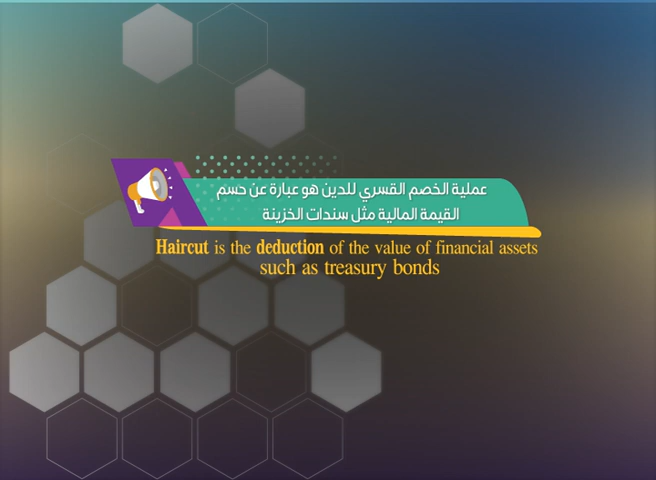 عملية الخصم القسري للدين هو عبارة عن حسم
القيمة المالية مثل سندات الخزينة
Haircut is the deduction of the value of financial assets
such as treasury bonds